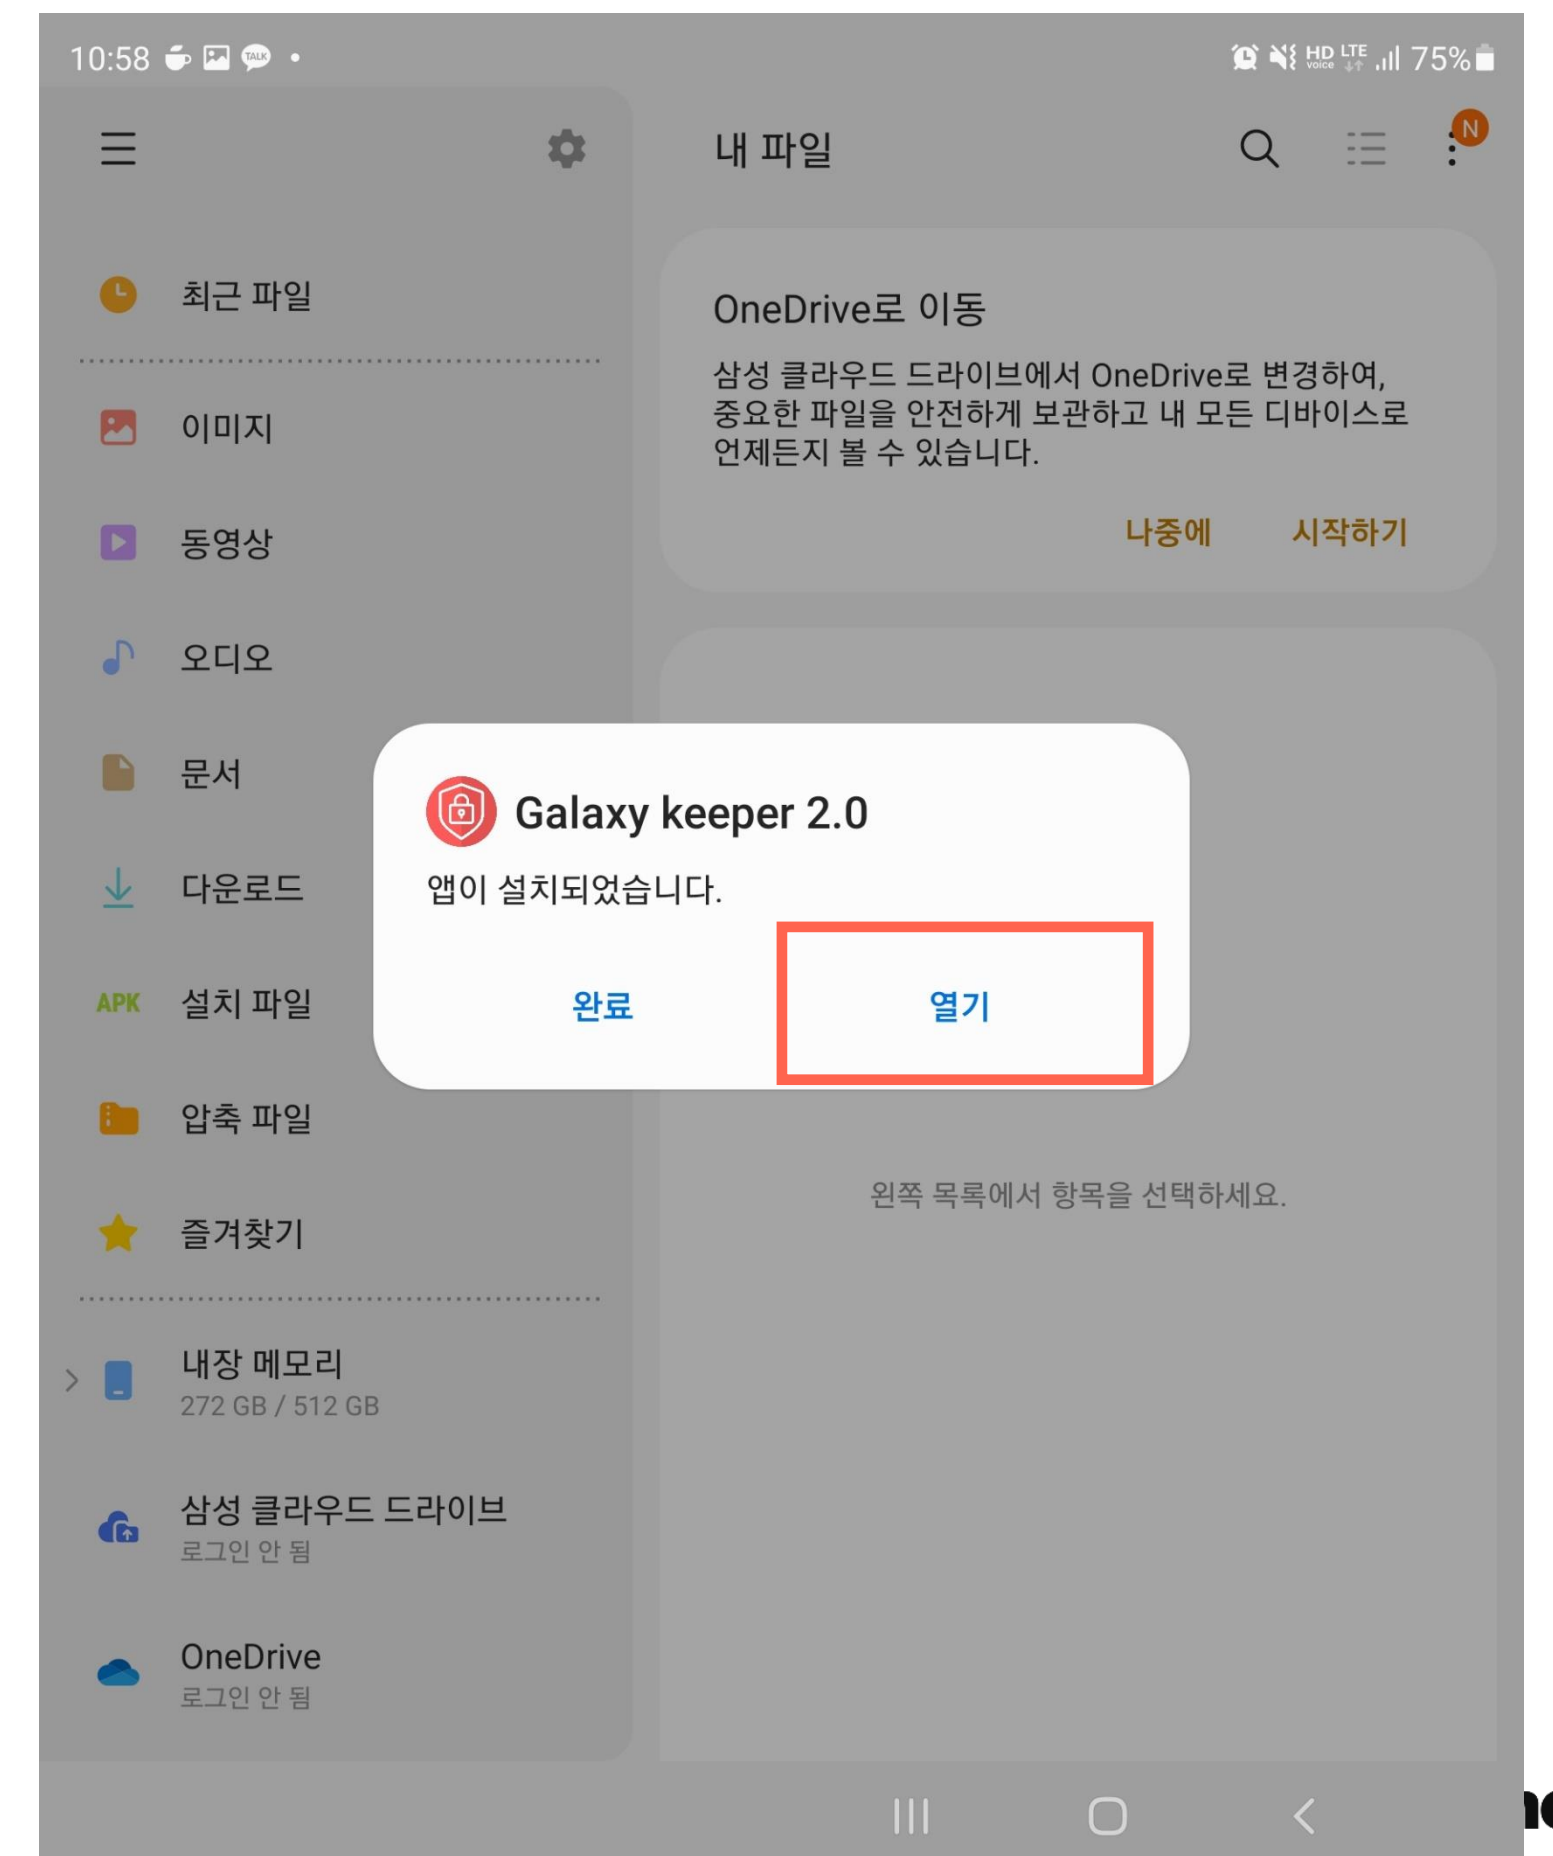 10:58 TALK HD voice LTE 75%
내 파일 N
최근 파일
이미지
동영상
오디오
문서
다운로드
APK 설치 파일
압축 파일
즐겨찾기
내장 메모리
272 GB / 512 GB
삼성 클라우드 드라이브
로그인 안 됨
OneDrive
로그인 안 됨
OneDrive로 이동
삼성 클라우드 드라이브에서 OneDrive로 변경하여,
중요한 파일을 안전하게 보관하고 내 모든 디바이스로
언제든지 볼 수 있습니다.
나중에 시작하기
Galaxy keeper 2.0
앱이 설치되었습니다.
완료 열기
왼쪽 목록에서 항목을 선택하세요.